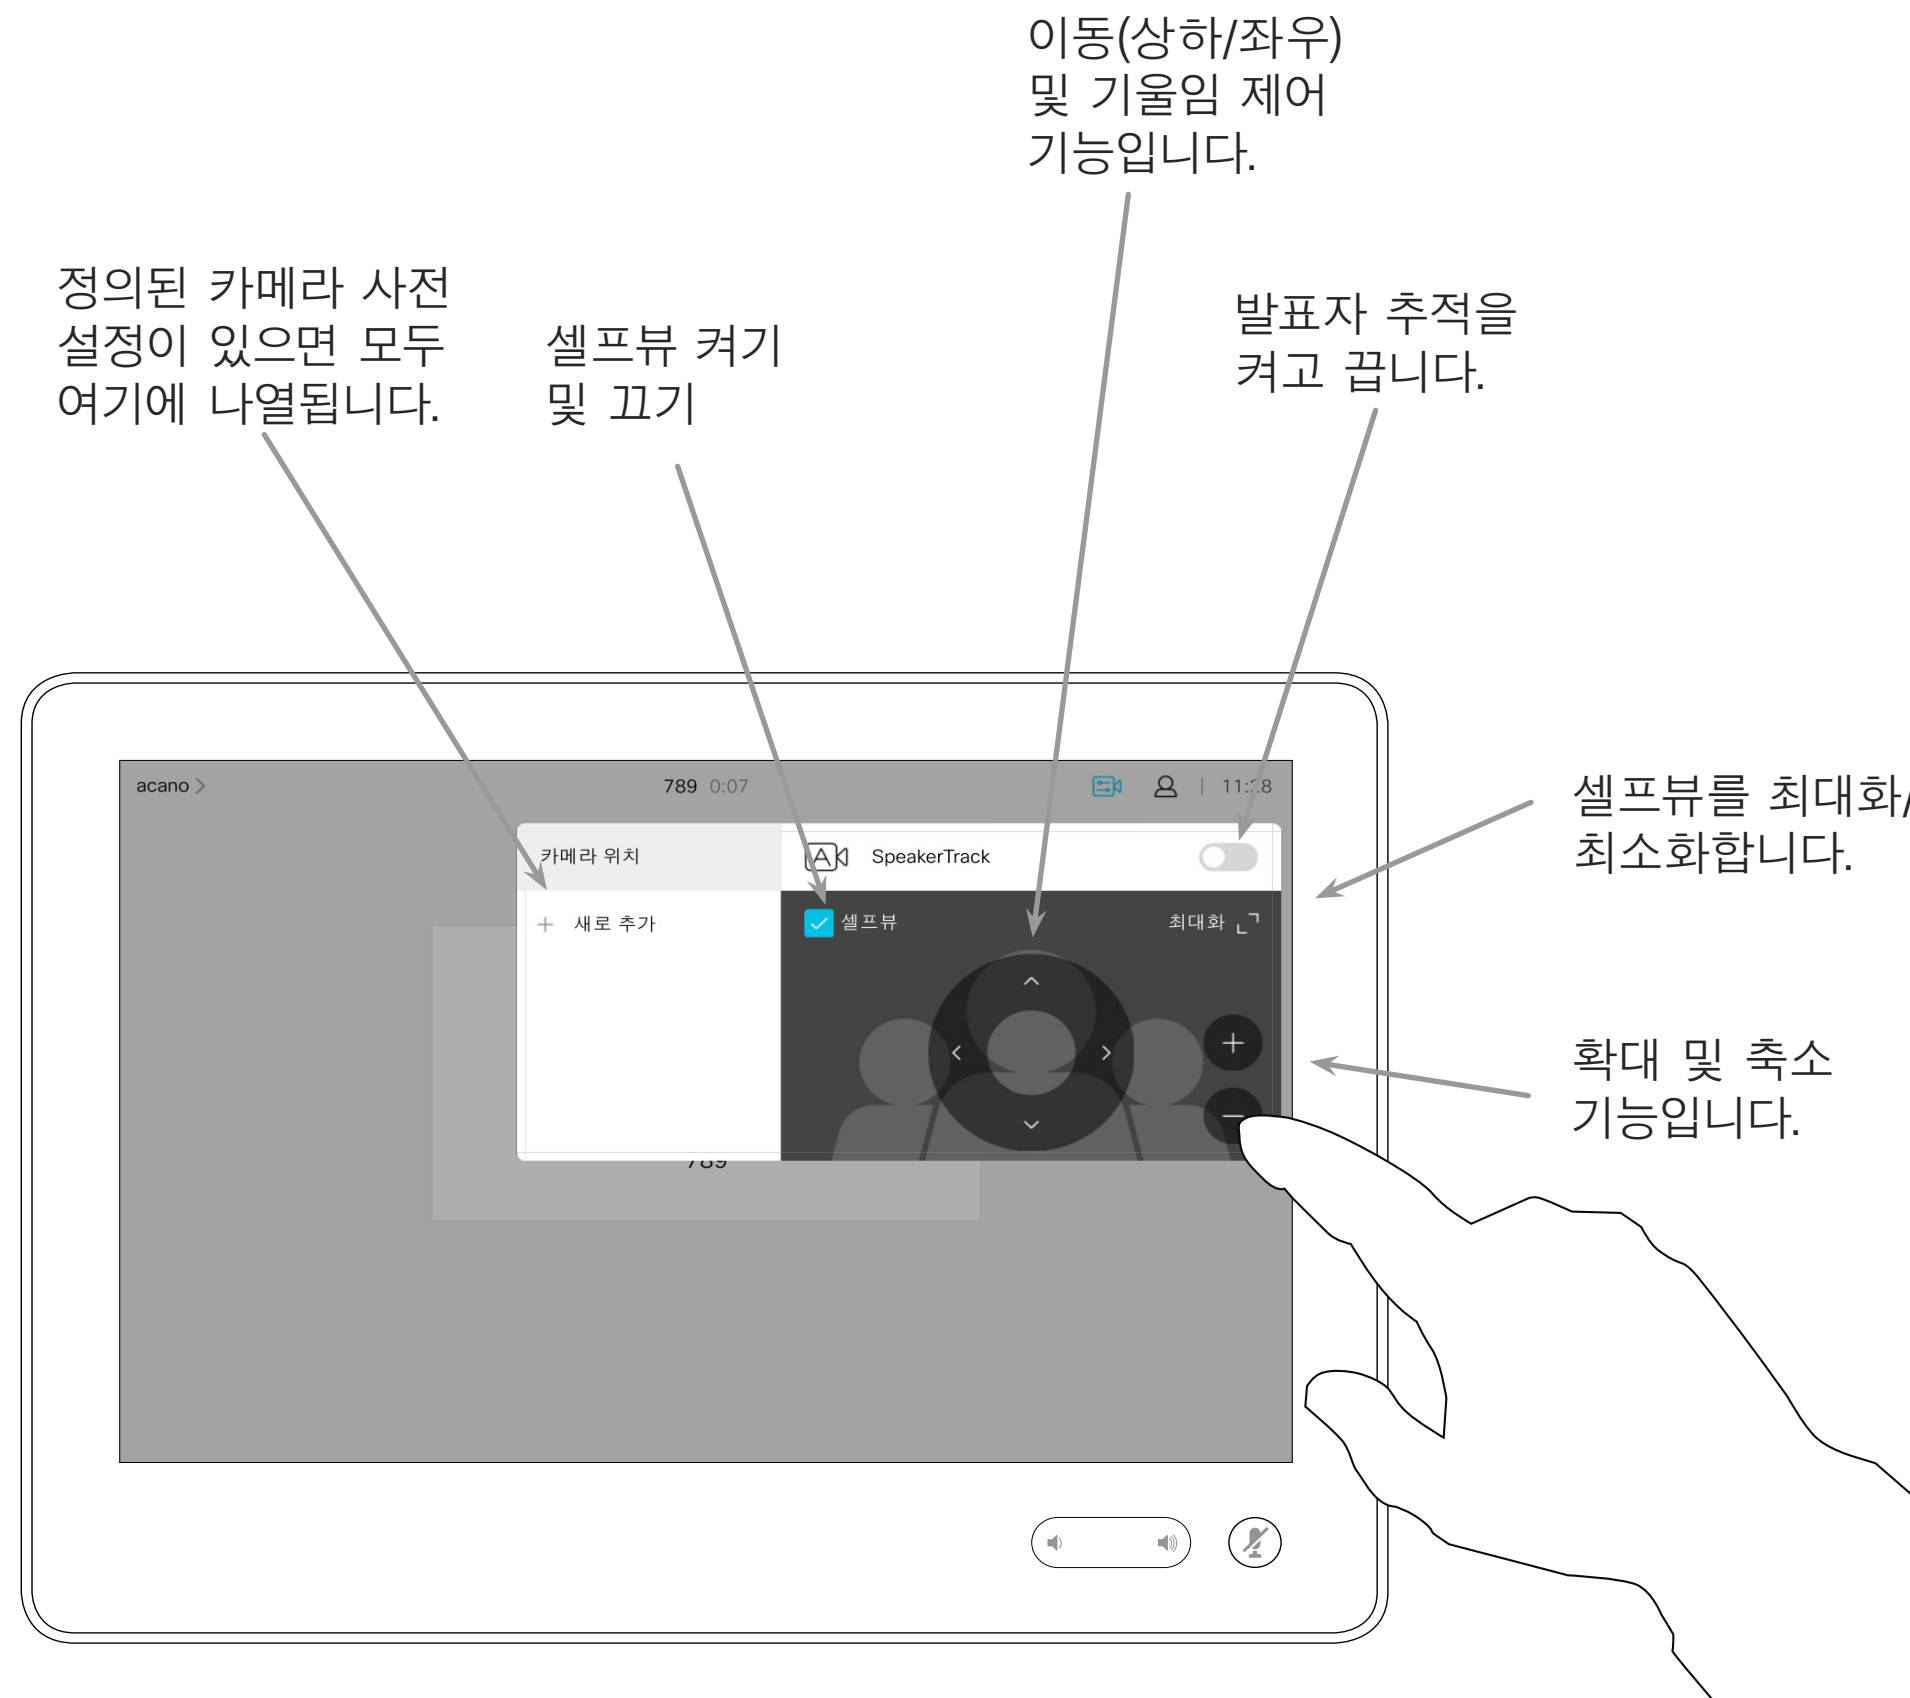 이동(상하/좌우)
및 기울임 제어
기능입니다.
정의된 카메라 사전
설정이 있으면 모두
여기에 나열됩니다.
셀프뷰 켜기
및 끄기
발표자 추적을
켜고 끕니다.
셀프뷰를 최대화/
최소화합니다.
확대 및 축소
기능입니다.
acano >
789 0:07
| 11:28
카메라 위치
SpeakerTrack
+ 새로 추가
셀프뷰
최대화
789